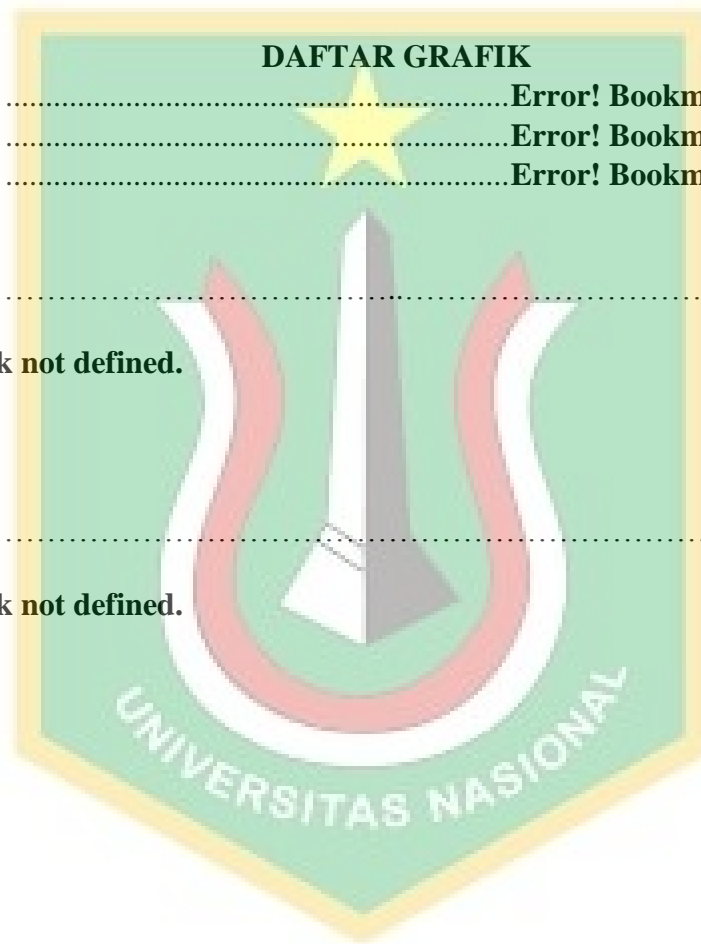 DAFTAR GRAFIK
..................................................................Error! Bookm
..................................................................Error! Bookm
..................................................................Error! Bookm
...........................................................................................
k not defined.
...........................................................................................
k not defined.
UNIVERSITAS NASIONAL